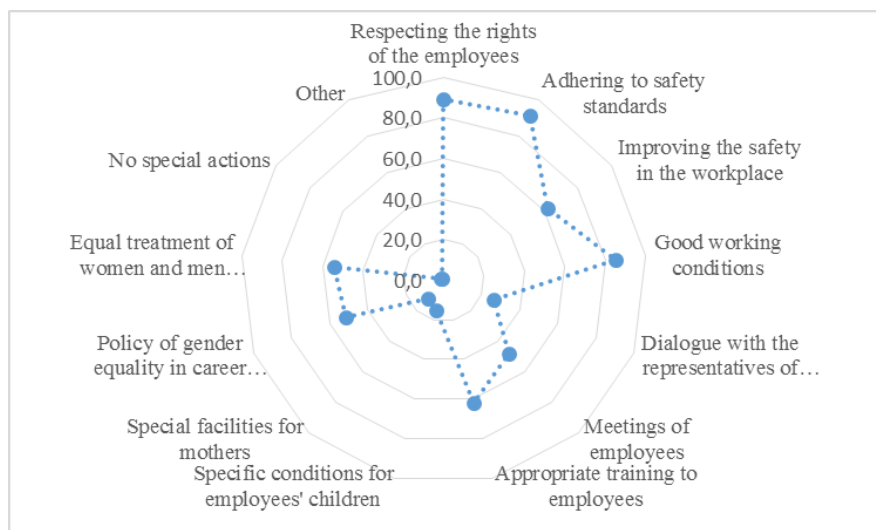 Respecting the rights
of the employees
Adhering to safety
standards
Improving the safety
in the workplace
Good working
conditions
Dialogue with the
representatives of…
Meetings of
employees
Appropriate training to
employees
Specific conditions for
employees' children
Special facilities for
mothers
Policy of gender
equality in career…
Equal treatment of
women and men…
No special actions
Other
100,0
80,0
60,0
40,0
20,0
0,0